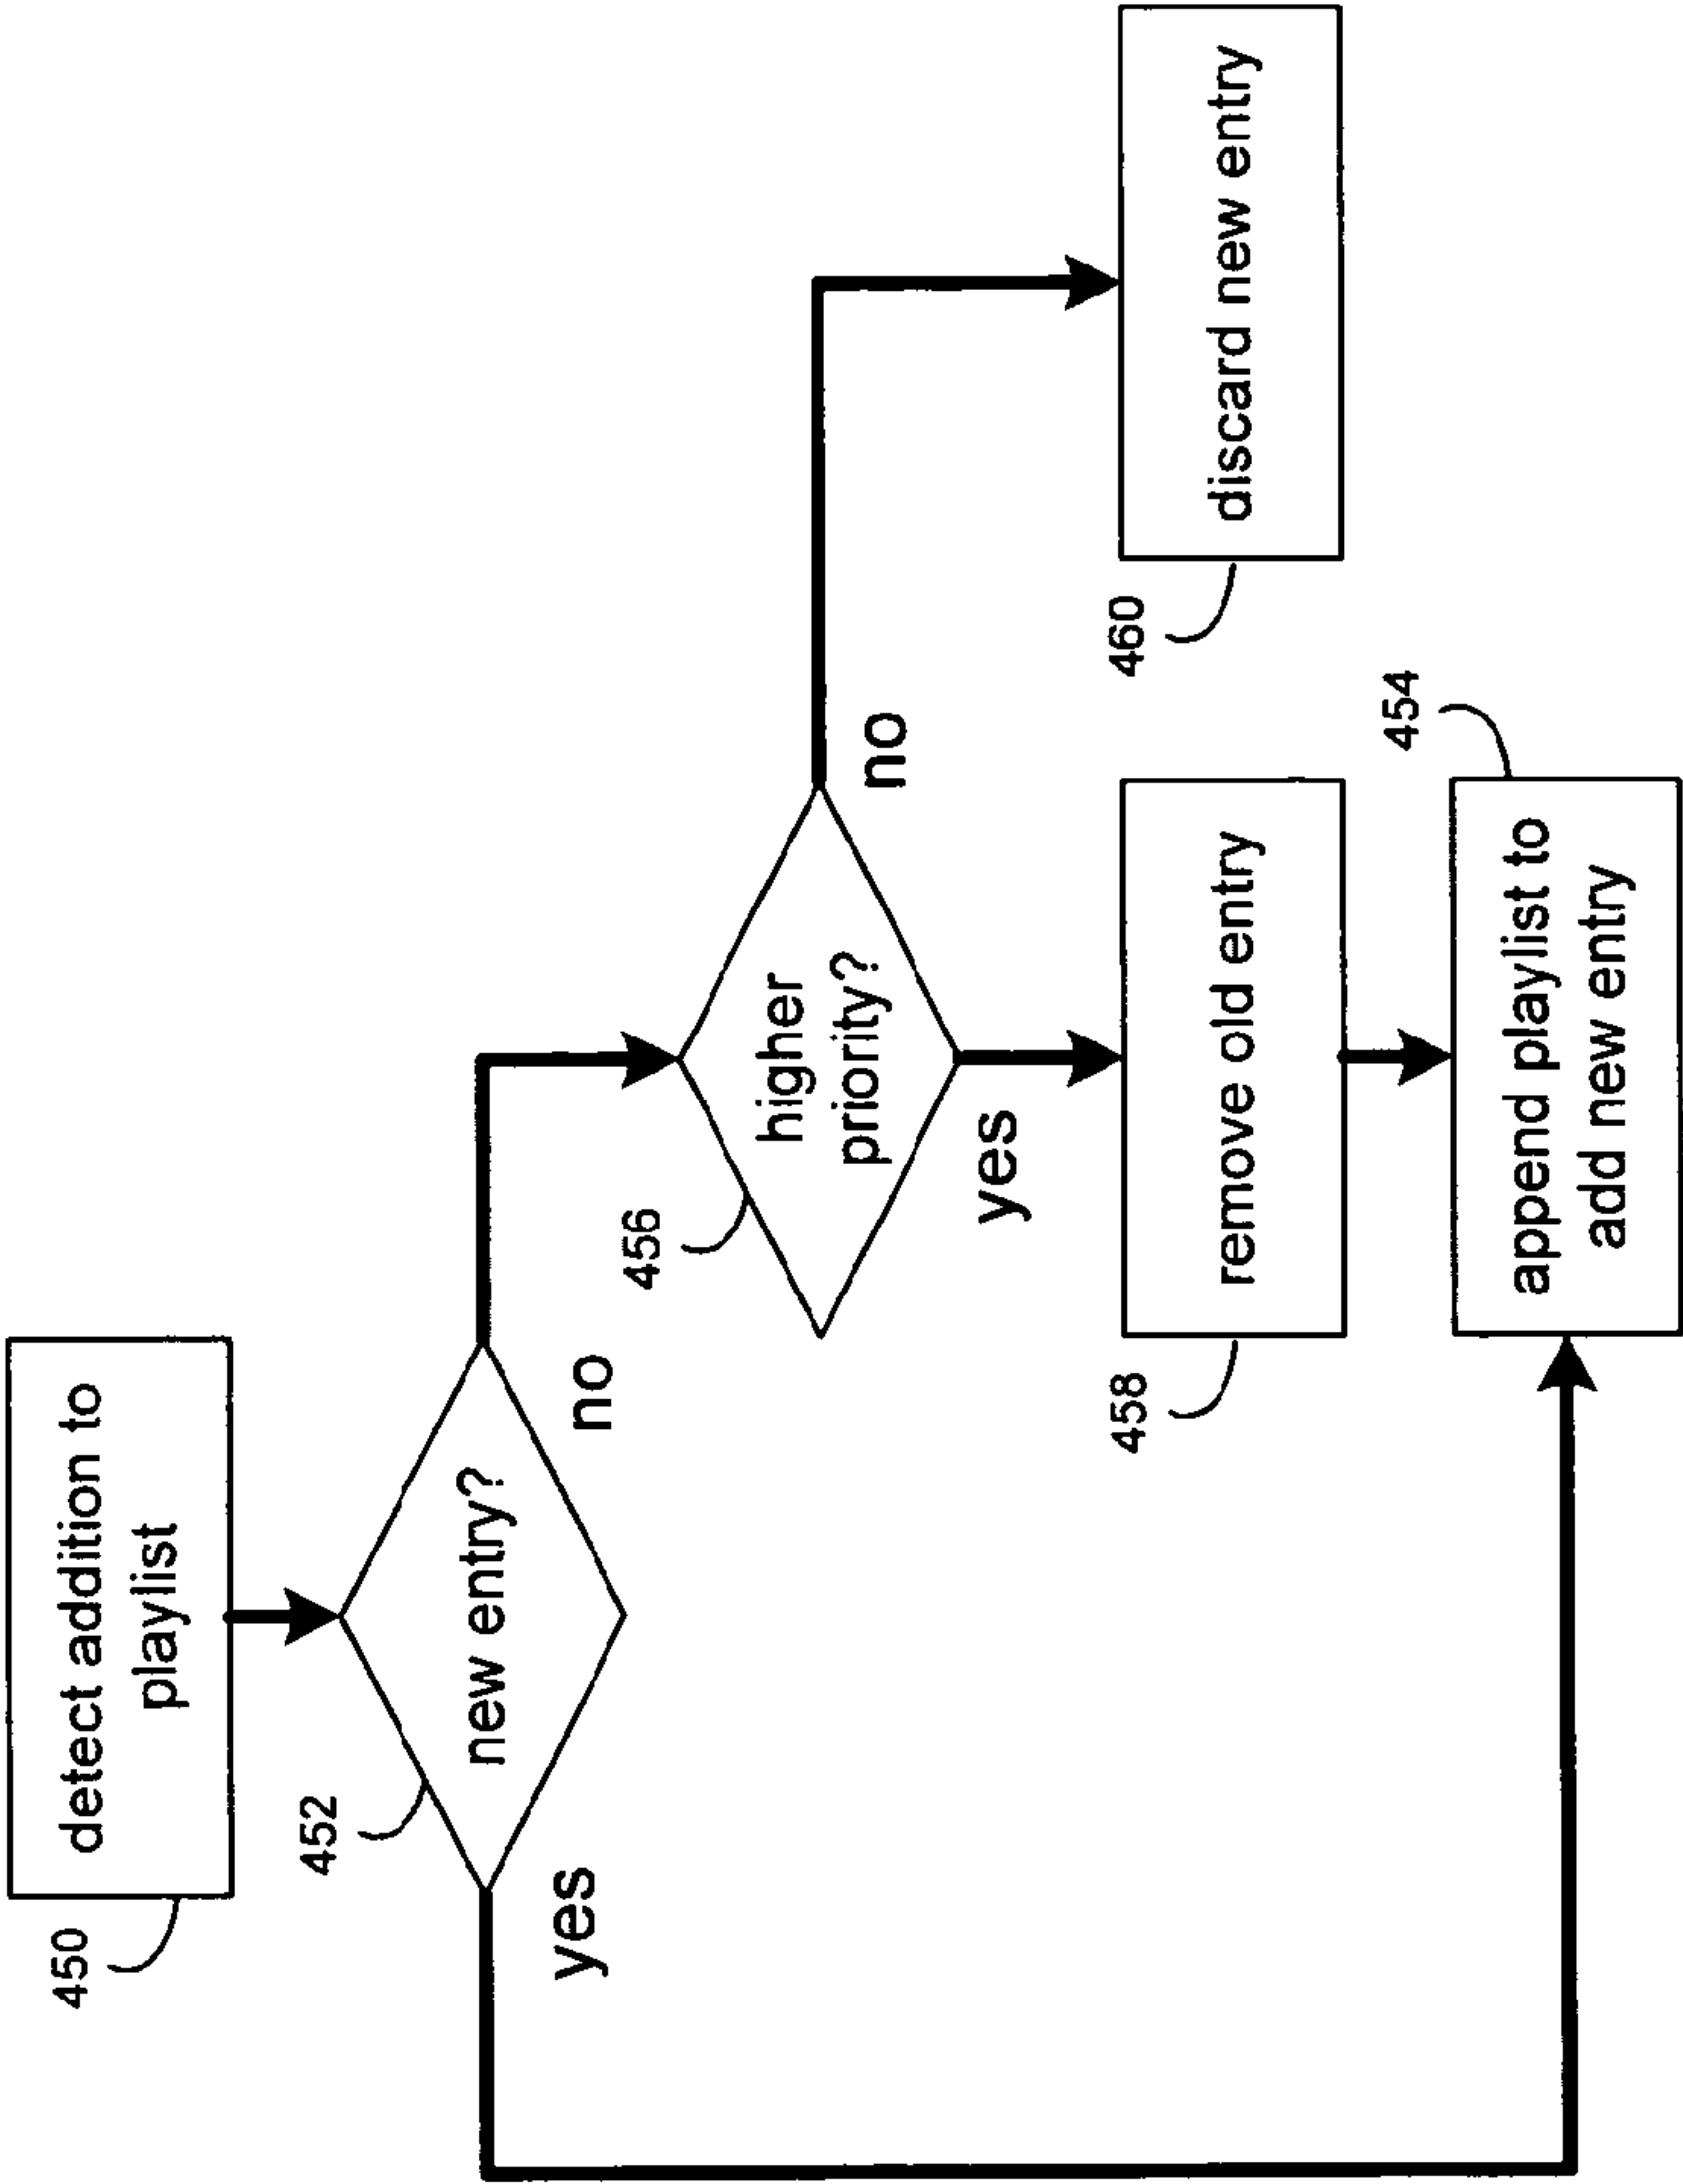 450
detect addition to
playlist
452
new entry?
yes
no
456
higher
priority?
yes
no
458
remove old entry
460
discard new entry
454
append playlist to
add new entry